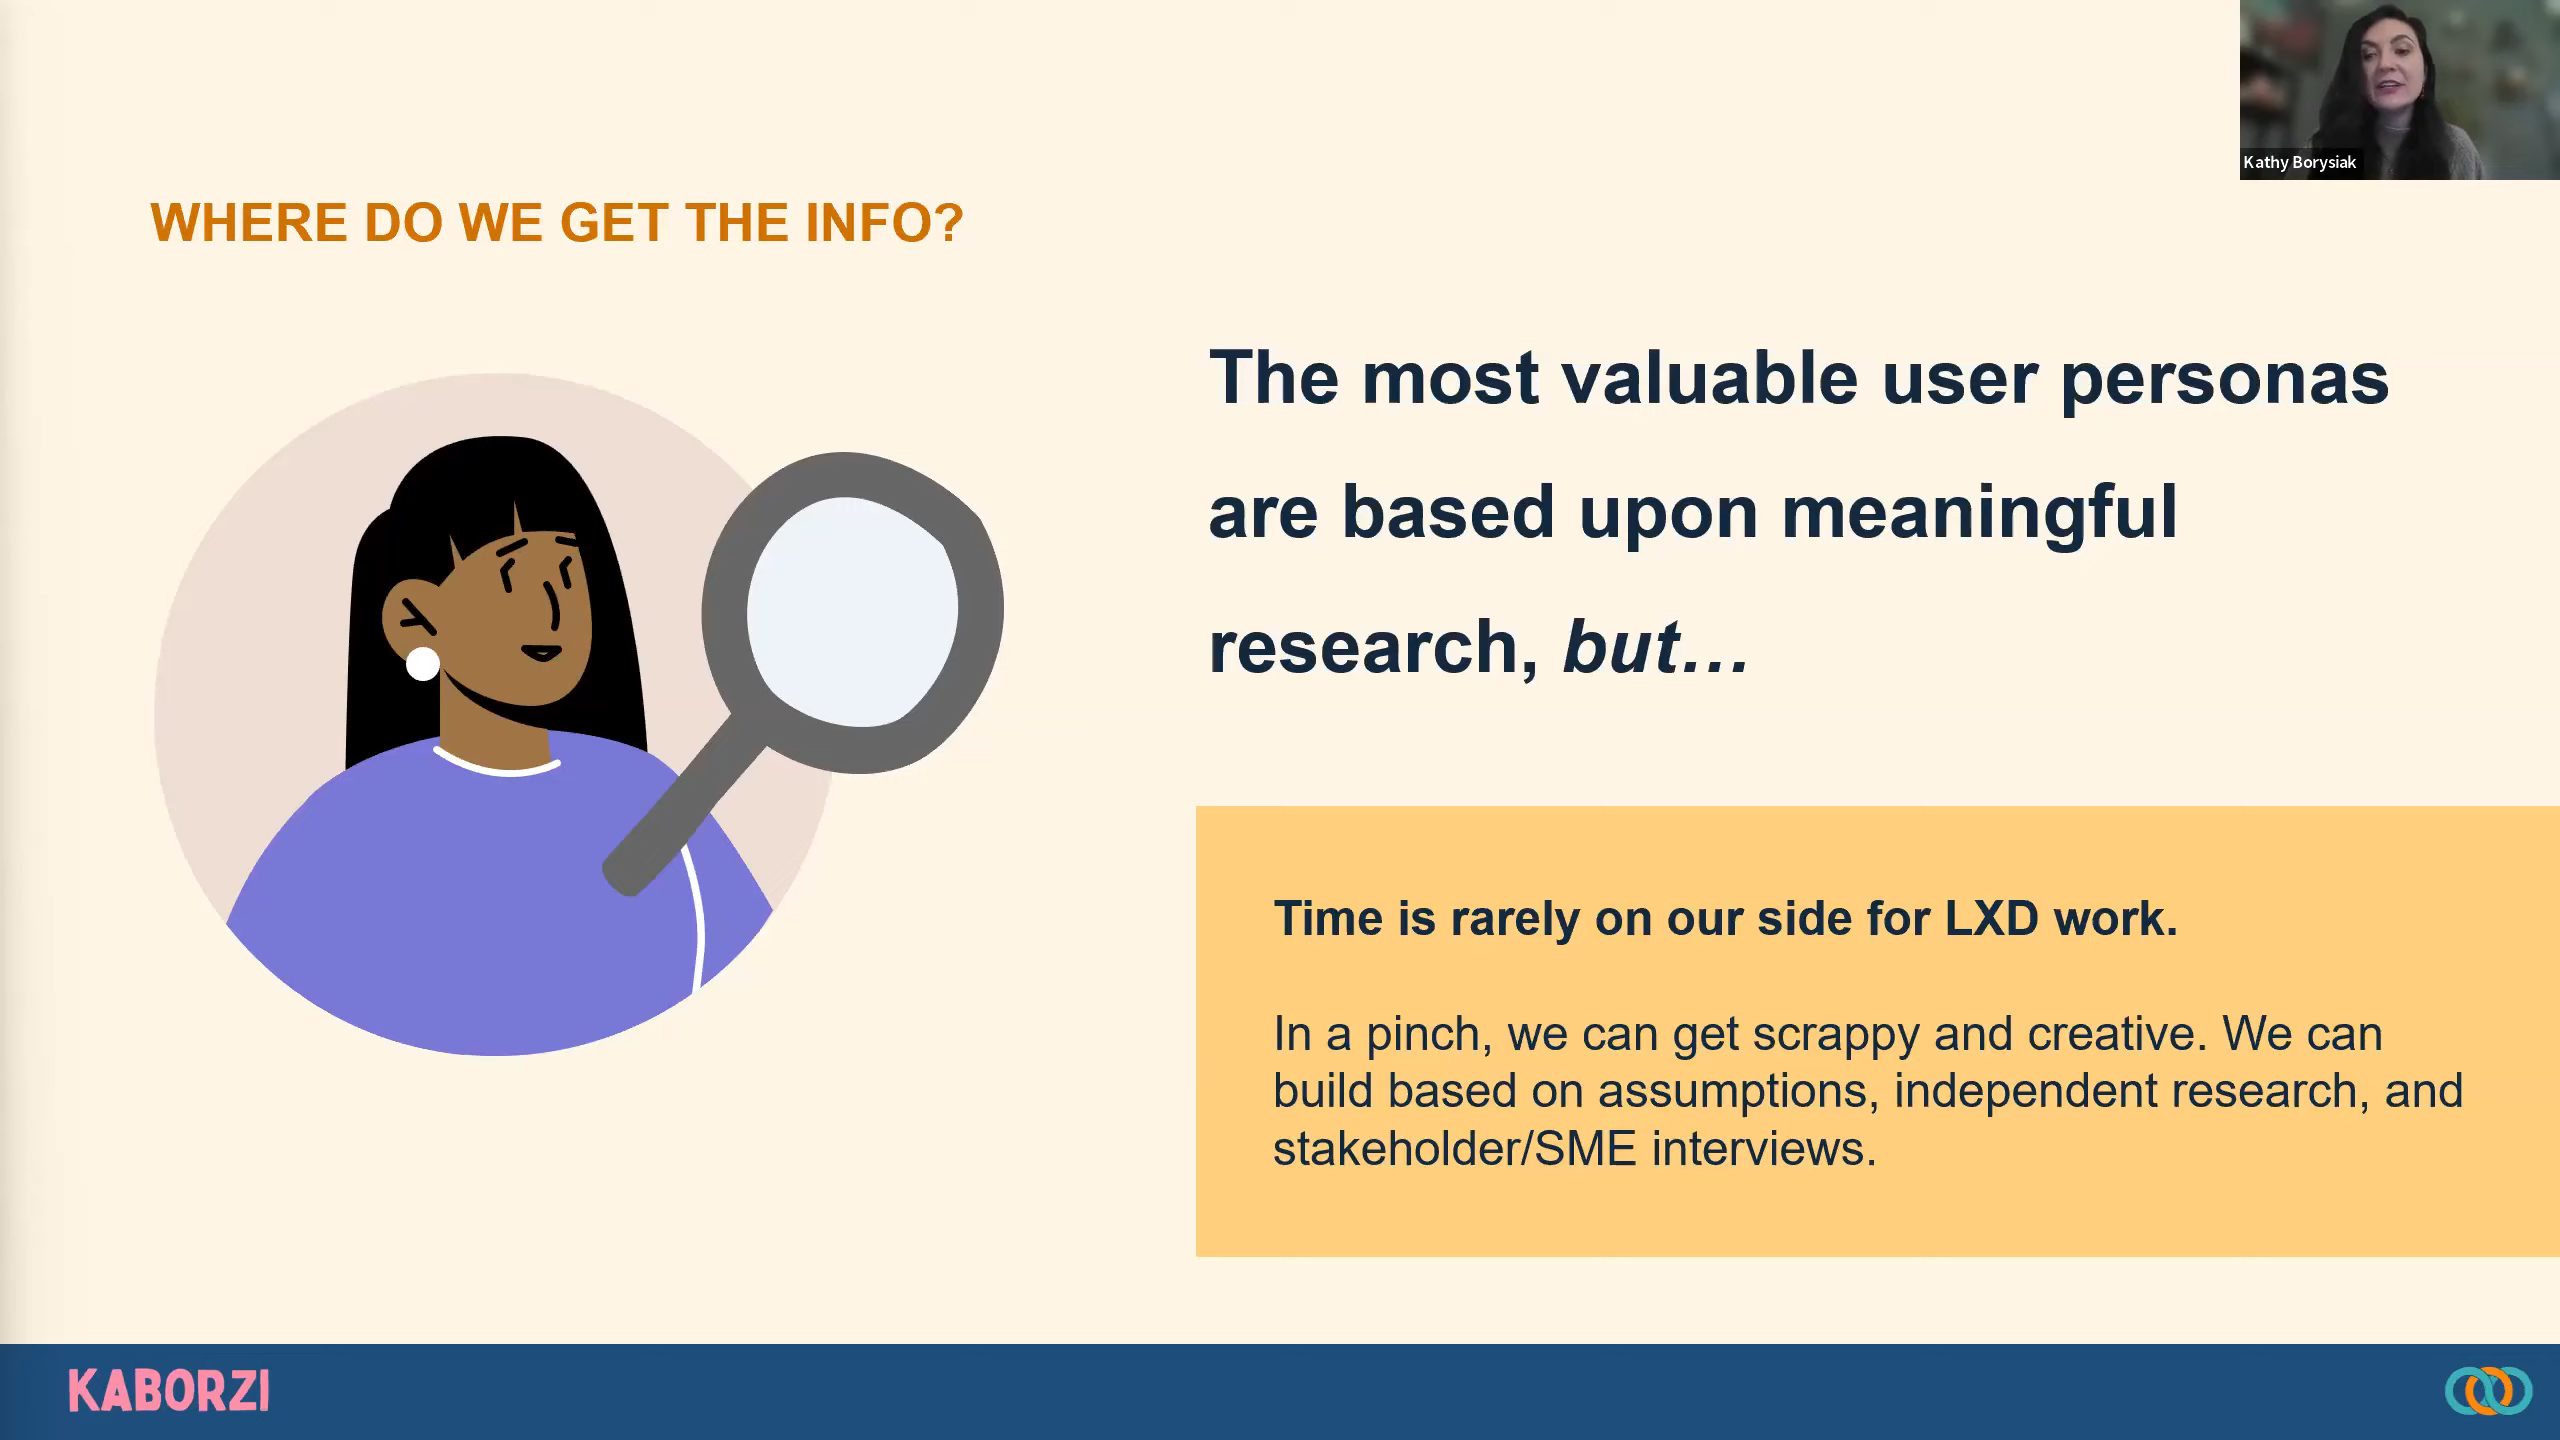 Kathy Borysiak
WHERE DO WE GET THE INFO?
The most valuable user personas
are based upon meaningful
research, but…
Time is rarely on our side for LXD work.
In a pinch, we can get scrappy and creative. We can
build based on assumptions, independent research, and
stakeholder/SME interviews.
KABORZI